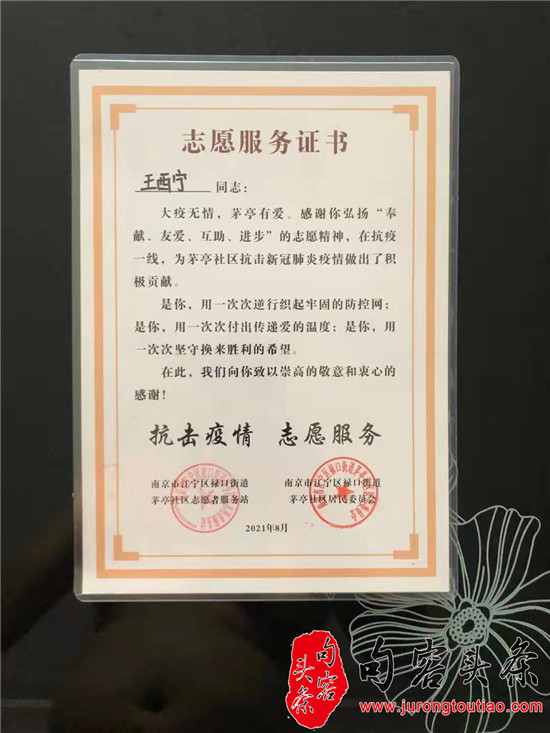 志愿服务证书
王西宁 同志：
大疫无情，茅亭有爱。感谢你弘扬“奉
献、友爱、互助、进步”的志愿精神，在抗疫
一线，为茅亭社区抗击新冠肺炎疫情做出了积
极贡献。
是你，用一次次逆行织起牢固的防控网；
是你，用一次次付出传递爱的温度；是你，用
一次次坚守换来胜利的希望。
在此，我们向你致以崇高的敬意和衷心的
感谢！
抗击疫情 志愿服务
南京市江宁区禄口街道 南京市江宁区禄口街道
茅亭社区志愿者服务站 茅亭社区居民委员会
2021年8月
句容头条 句容头条
www.jurongtoutiao.com